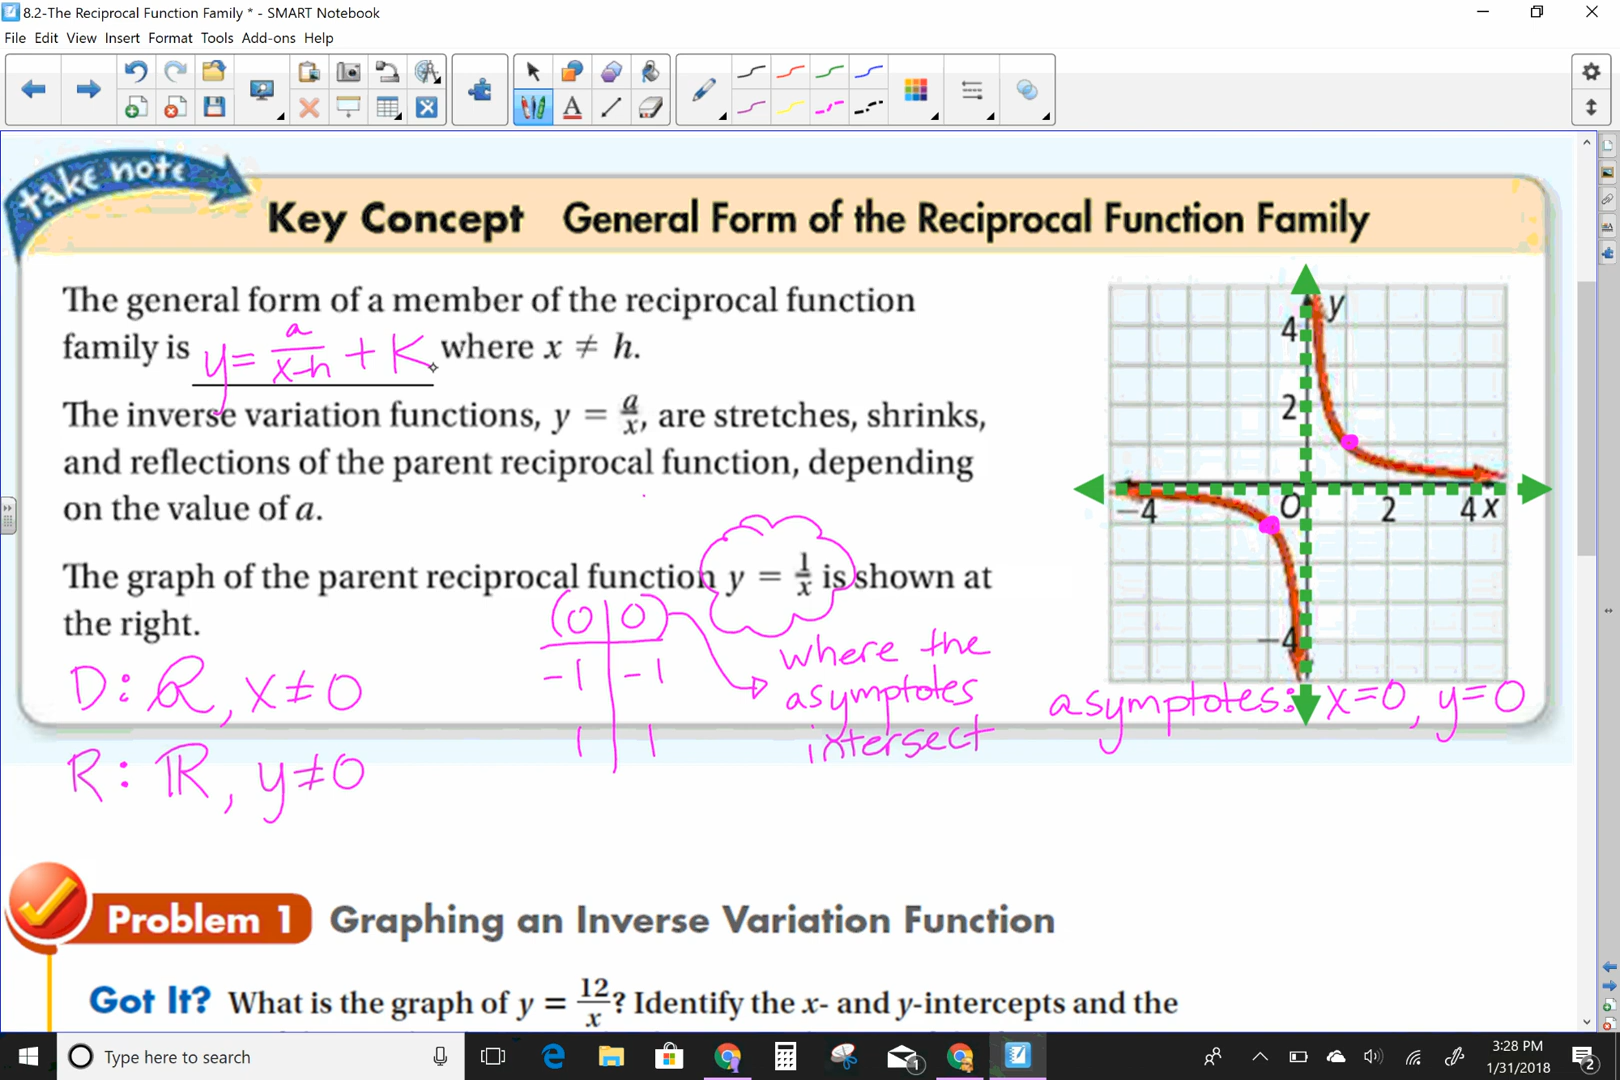 8.2-The Reciprocal Function Family * - SMART Notebook
File Edit View Insert Format Tools Add-ons Help
take note
Key Concept General Form of the Reciprocal Function Family
The general form of a member of the reciprocal function
family is y = a/(x-h) + K where x ≠ h.
The inverse variation functions, y = a/x, are stretches, shrinks,
and reflections of the parent reciprocal function, depending
on the value of a.
The graph of the parent reciprocal function y = 1/x is shown at
the right.
(0 | 0)
-1 | -1
1 | 1
where the
asymptotes
intersect
D: R, x≠0
R: R, y≠0
y
4
2
-4 O 2 4 x
-4
asymptotes: x=0, y=0
Problem 1 Graphing an Inverse Variation Function
Got It? What is the graph of y = 12/x? Identify the x- and y-intercepts and the
Type here to search
1
3:28 PM
1/31/2018
2